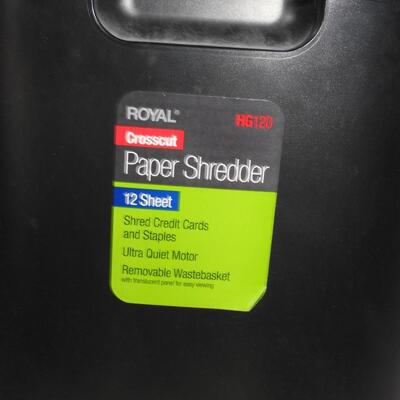 ROYAL® HG120
Crosscut
Paper Shredder
12 Sheet
Shred Credit Cards
and Staples
Ultra Quiet Motor
Removable Wastebasket
with translucent panel for easy viewing